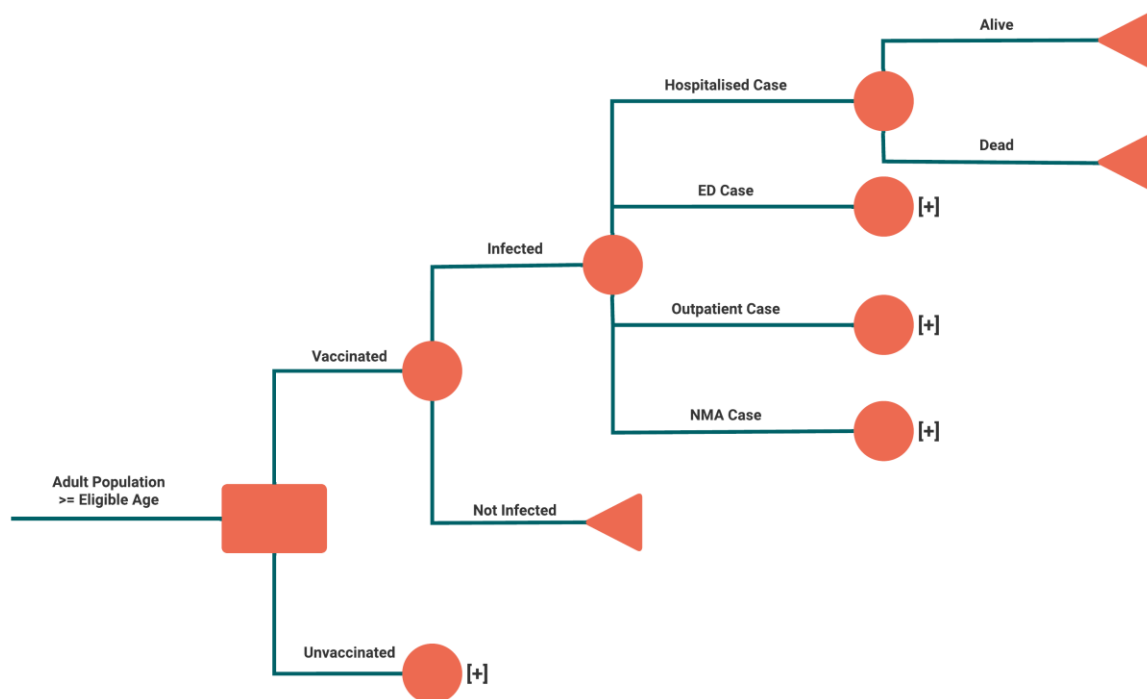 Alive
Hospitalised Case
Dead
ED Case
[+]
Infected
Outpatient Case
[+]
Vaccinated
NMA Case
[+]
Adult Population
>= Eligible Age
Not Infected
Unvaccinated
[+]